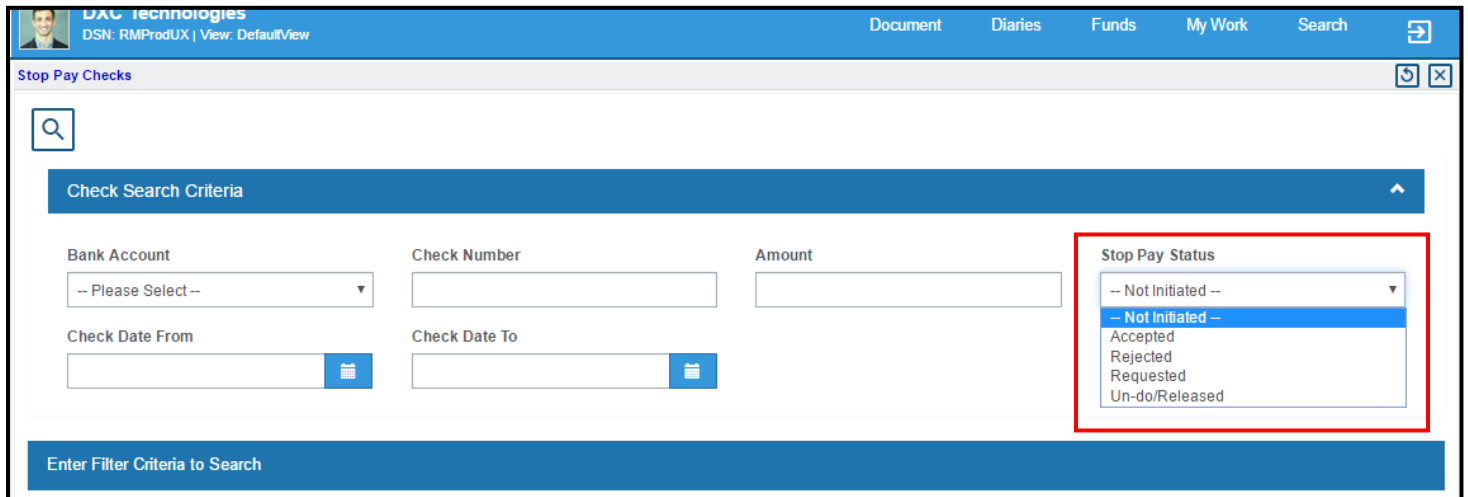 DXC Technologies
DSN: RMProdUX | View: DefaultView
Document Diaries Funds My Work Search
Stop Pay Checks
Check Search Criteria
Bank Account Check Number Amount Stop Pay Status
-- Please Select -- -- Not Initiated --
-- Not Initiated --
Accepted
Rejected
Requested
Un-do/Released
Check Date From Check Date To
Enter Filter Criteria to Search